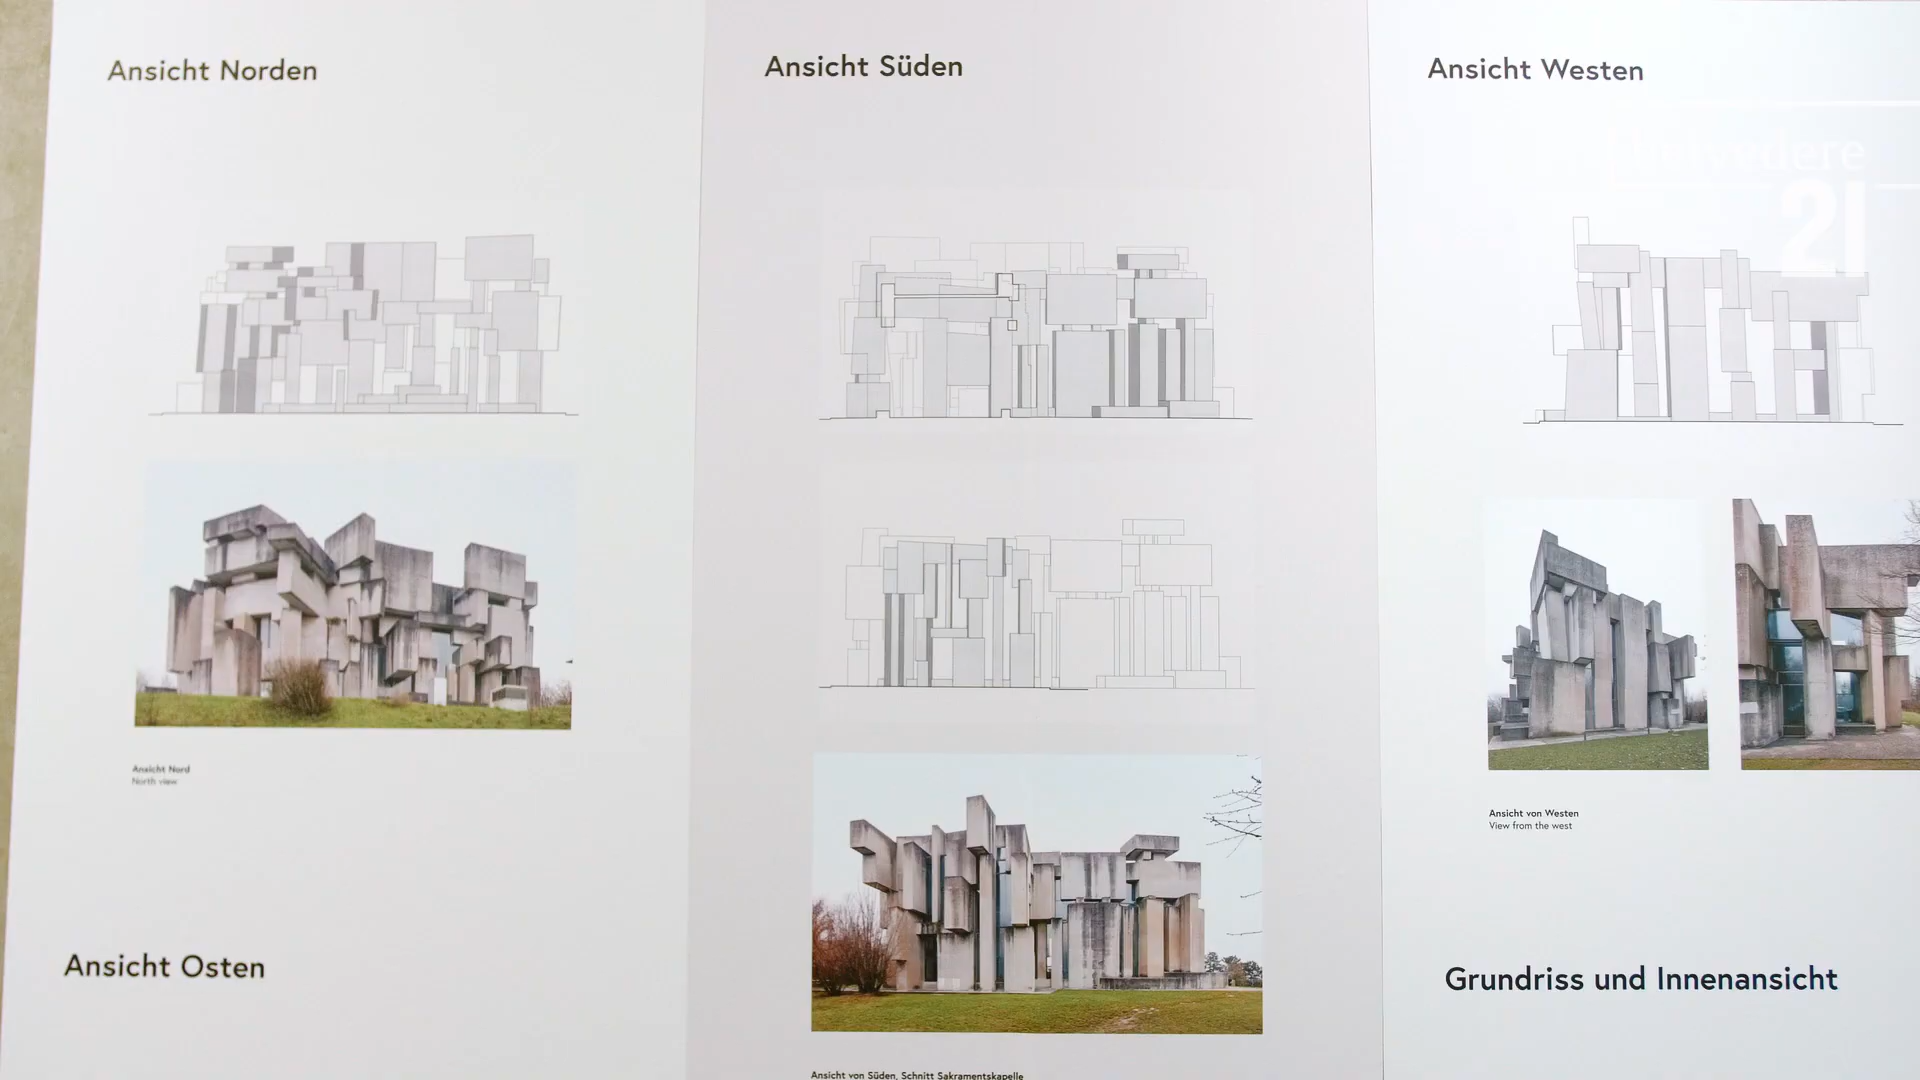 Ansicht Norden
Ansicht Nord
North view
Ansicht Osten
Ansicht Süden
Ansicht von Süden, Schnitt Sakramentskapelle
Ansicht Westen
21
Ansicht von Westen
View from the west
Grundriss und Innenansicht